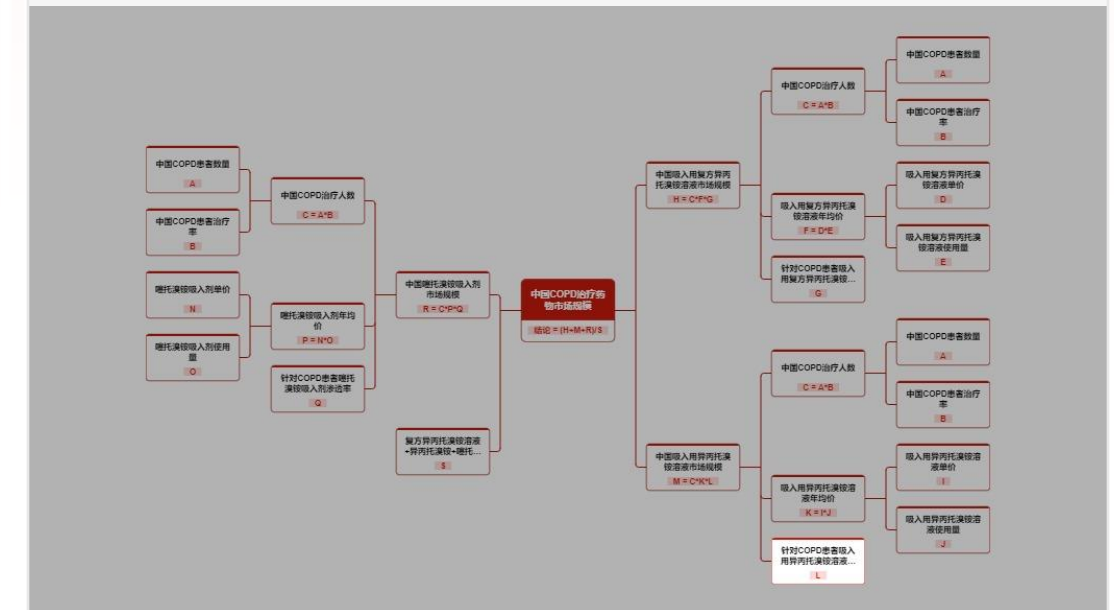 中国COPD患者数量
A
中国COPD患者治疗
率
B
中国COPD治疗人数
C = A*B
噻托溴铵吸入剂单价
N
噻托溴铵吸入剂使用
量
O
噻托溴铵吸入剂年均
价
P = N*O
针对COPD患者噻托
溴铵吸入剂渗透率
Q
中国噻托溴铵吸入剂
市场规模
R = C*P*Q
复方异丙托溴铵溶液
+异丙托溴铵+噻托...
S
中国COPD治疗药
物市场规模
结论 = (H+M+R)/S
中国吸入用复方异丙
托溴铵溶液市场规模
H = C*F*G
中国COPD治疗人数
C = A*B
中国COPD患者数量
A
中国COPD患者治疗
率
B
吸入用复方异丙托溴
铵溶液年均价
F = D*E
吸入用复方异丙托溴
铵溶液单价
D
吸入用复方异丙托溴
铵溶液使用量
E
针对COPD患者吸入
用复方异丙托溴铵...
G
中国吸入用异丙托溴
铵溶液市场规模
M = C*K*L
中国COPD治疗人数
C = A*B
中国COPD患者数量
A
中国COPD患者治疗
率
B
吸入用异丙托溴铵溶
液年均价
K = I*J
吸入用异丙托溴铵溶
液单价
I
吸入用异丙托溴铵溶
液使用量
J
针对COPD患者吸入
用异丙托溴铵溶液...
L